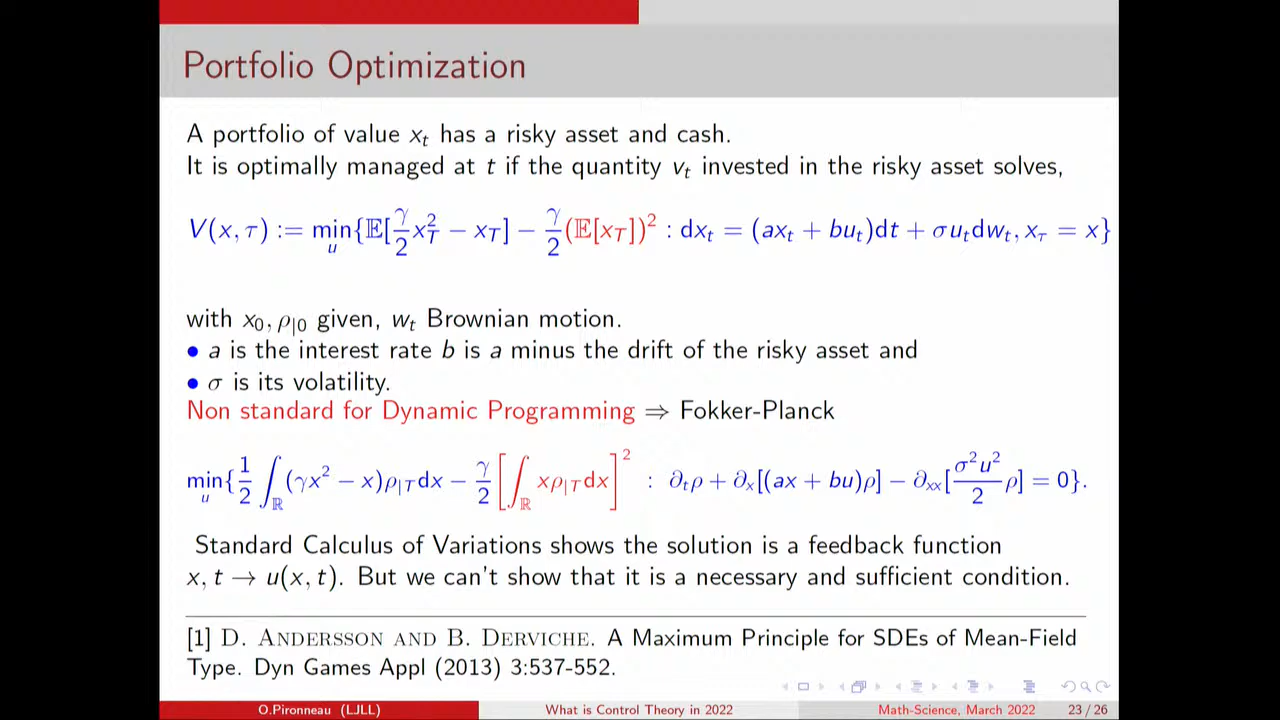 Portfolio Optimization
A portfolio of value x_t has a risky asset and cash.
It is optimally managed at t if the quantity v_t invested in the risky asset solves,
V(x, τ) := min_u {𝔼[γ/2 x_T^2 − x_T] − γ/2 (𝔼[x_T])^2 : dx_t = (ax_t + bu_t)dt + σu_t dw_t, x_τ = x}
with x_0, ρ_{|0} given, w_t Brownian motion.
• a is the interest rate b is a minus the drift of the risky asset and
• σ is its volatility.
Non standard for Dynamic Programming ⇒ Fokker-Planck
min_u {1/2 ∫_ℝ (γx^2 − x)ρ_{|T} dx − γ/2 [∫_ℝ xρ_{|T} dx]^2 : ∂_t ρ + ∂_x[(ax + bu)ρ] − ∂_{xx}[σ^2 u^2/2 ρ] = 0}.
Standard Calculus of Variations shows the solution is a feedback function
x, t → u(x, t). But we can't show that it is a necessary and sufficient condition.
[1] D. Andersson and B. Derviche. A Maximum Principle for SDEs of Mean-Field
Type. Dyn Games Appl (2013) 3:537-552.
O.Pironneau (LJLL) What is Control Theory in 2022 Math-Science, March 2022 23 / 26